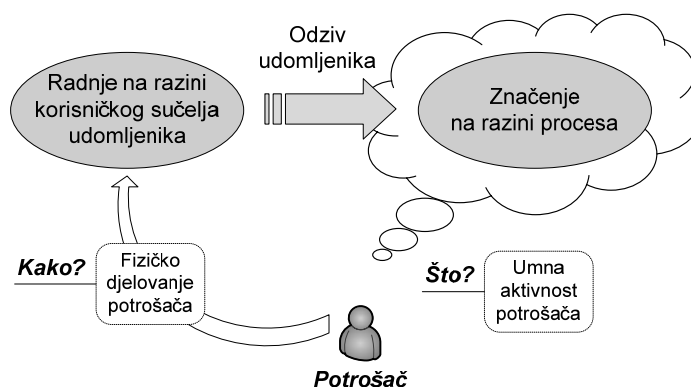 Odziv
udomljenika
Radnje na razini
korisničkog sučelja
udomljenika
Značenje
na razini procesa
Kako?
Fizičko
djelovanje
potrošača
Što?
Umna
aktivnost
potrošača
Potrošač